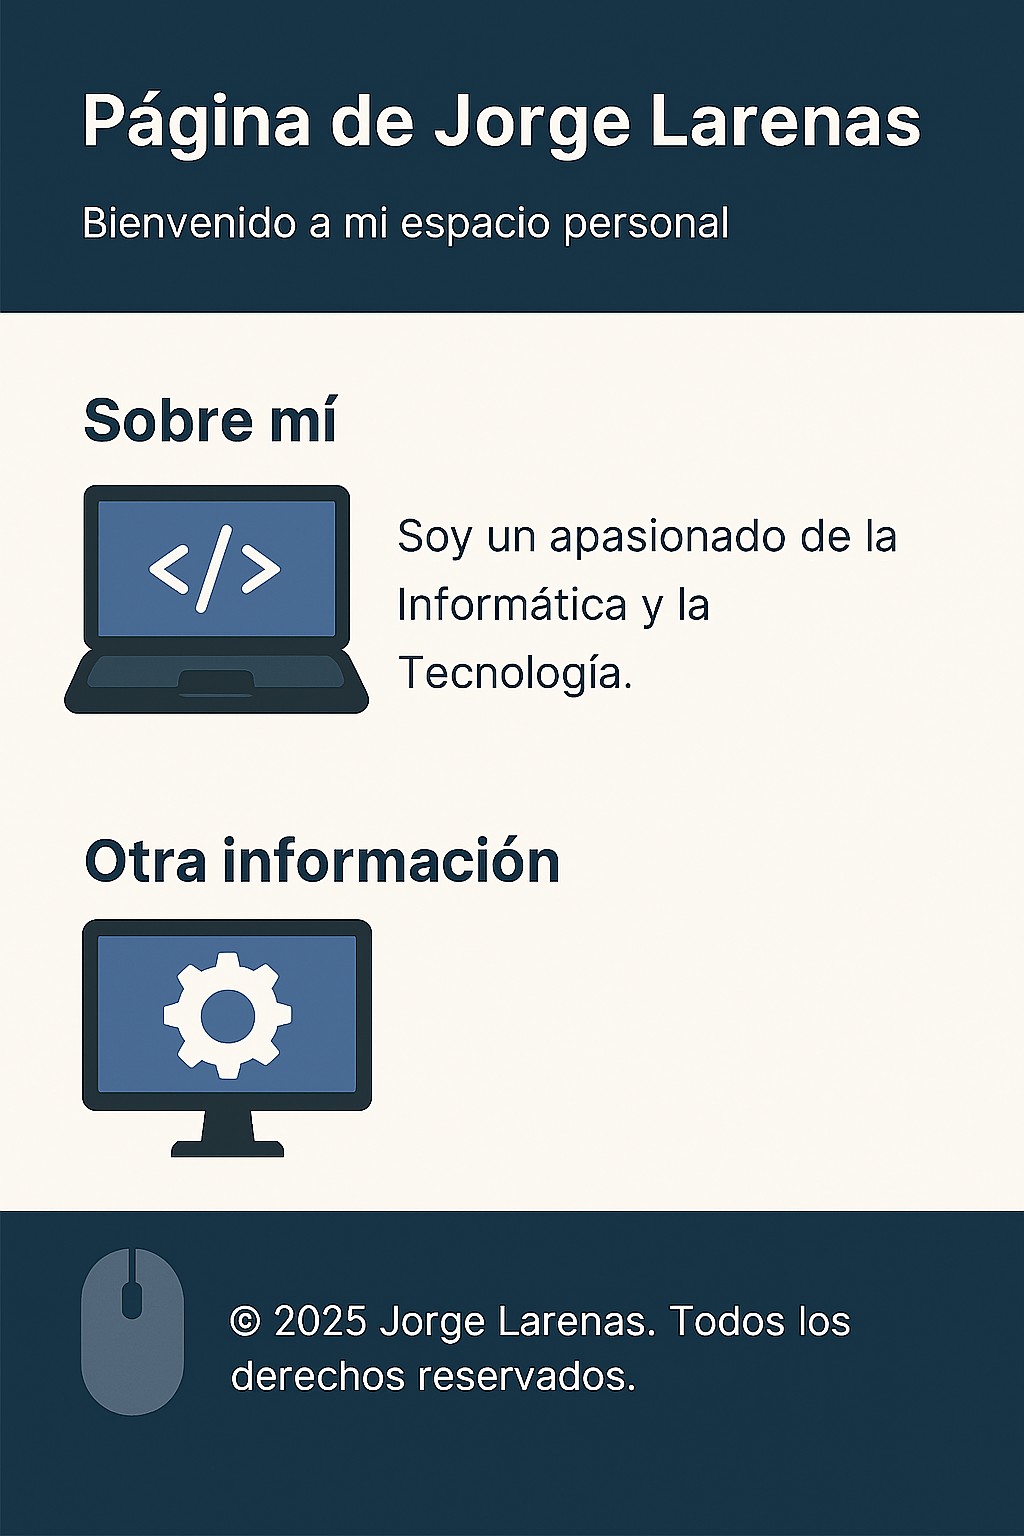 Página de Jorge Larenas
Bienvenido a mi espacio personal
Sobre mí
</>
Soy un apasionado de la
Informática y la
Tecnología.
Otra información
© 2025 Jorge Larenas. Todos los
derechos reservados.